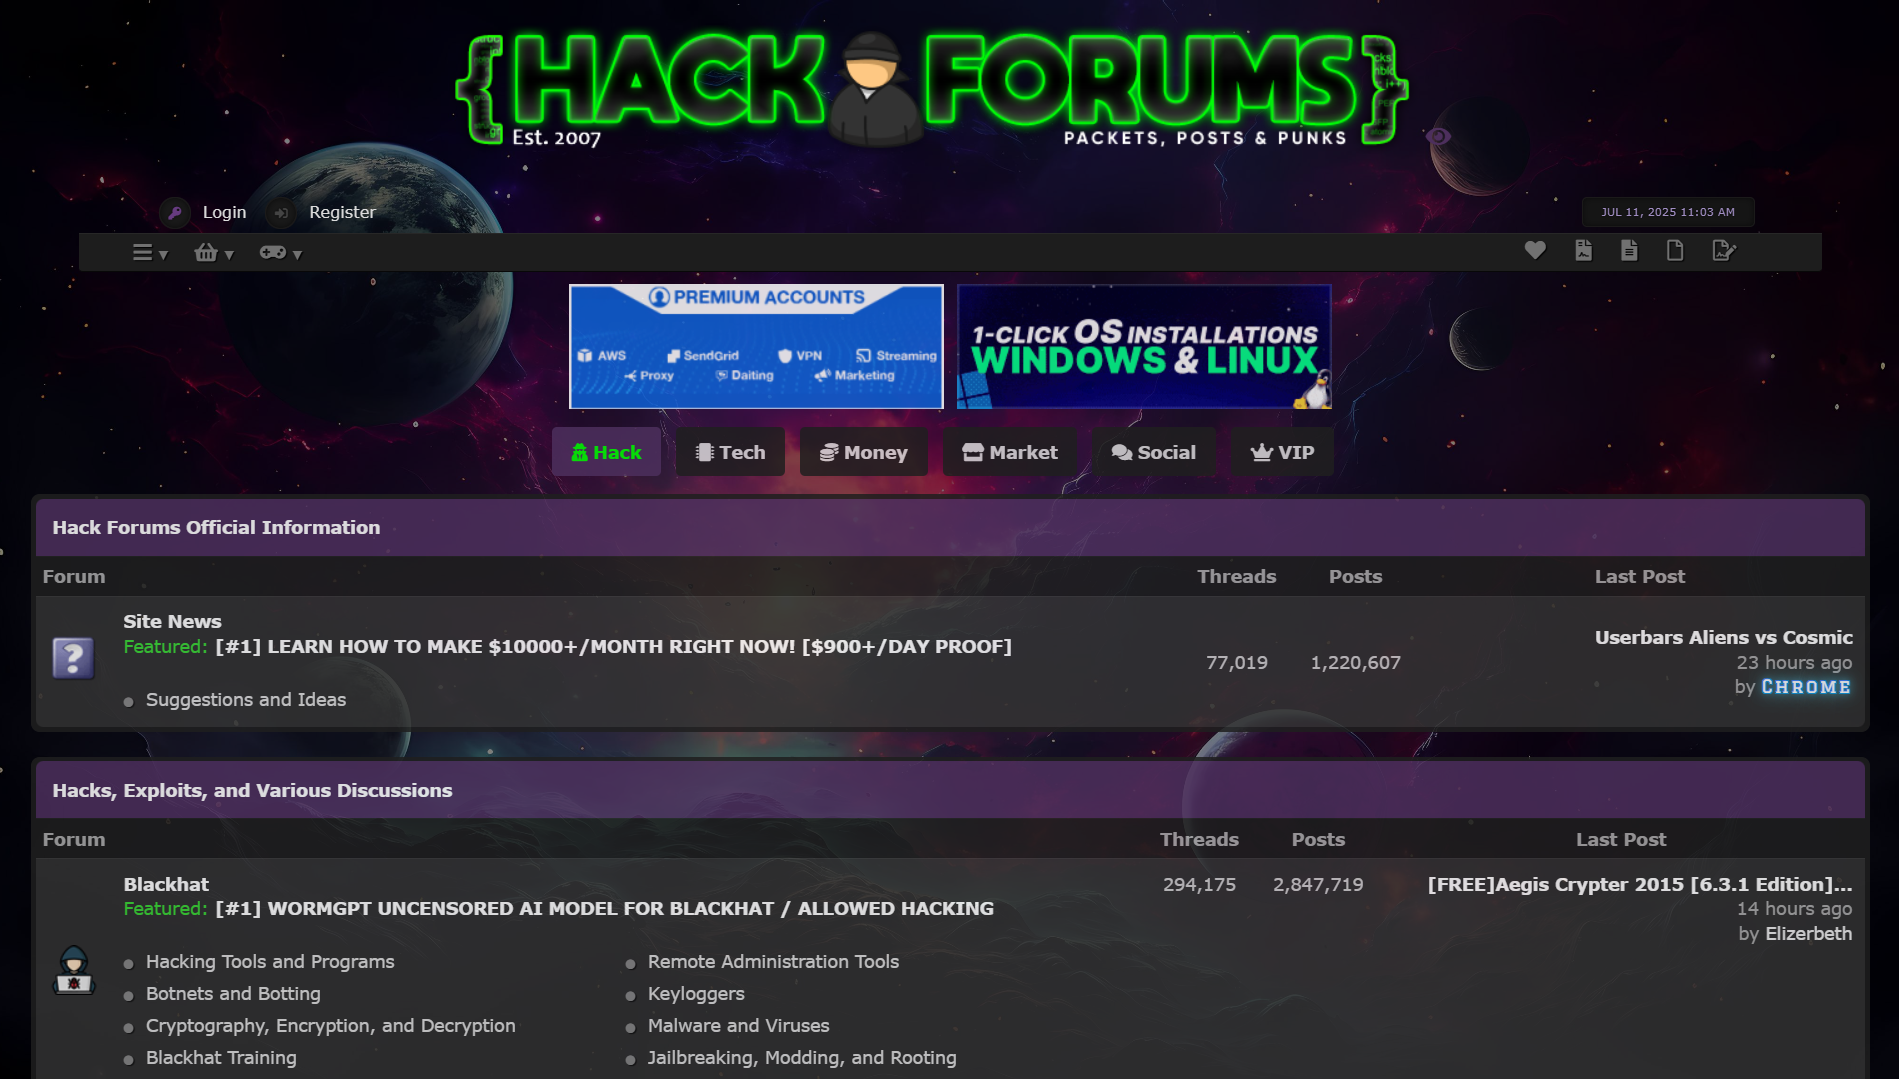 HACK FORUMS
Est. 2007
PACKETS, POSTS & PUNKS
Login
Register
JUL 11, 2025 11:03 AM
PREMIUM ACCOUNTS
AWS
SendGrid
VPN
Streaming
Proxy
Daiting
Marketing
1-CLICK OS INSTALLATIONS
WINDOWS & LINUX
Hack
Tech
Money
Market
Social
VIP
Hack Forums Official Information
Forum
Threads
Posts
Last Post
Site News
Featured: [#1] LEARN HOW TO MAKE $10000+/MONTH RIGHT NOW! [$900+/DAY PROOF]
Suggestions and Ideas
77,019
1,220,607
Userbars Aliens vs Cosmic
23 hours ago
by CHROME
Hacks, Exploits, and Various Discussions
Forum
Threads
Posts
Last Post
Blackhat
Featured: [#1] WORMGPT UNCENSORED AI MODEL FOR BLACKHAT / ALLOWED HACKING
294,175
2,847,719
[FREE]Aegis Crypter 2015 [6.3.1 Edition]...
14 hours ago
by Elizerbeth
Hacking Tools and Programs
Remote Administration Tools
Botnets and Botting
Keyloggers
Cryptography, Encryption, and Decryption
Malware and Viruses
Blackhat Training
Jailbreaking, Modding, and Rooting